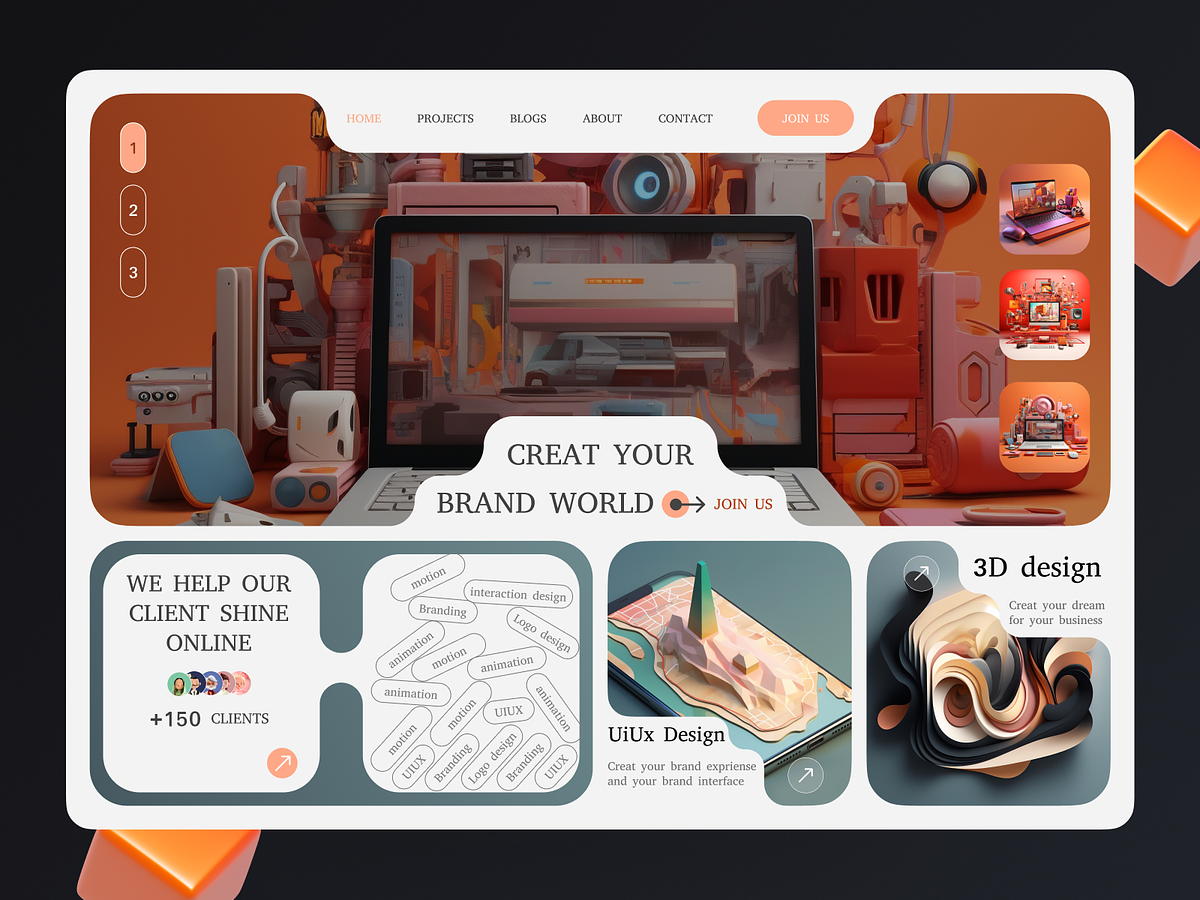 HOME PROJECTS BLOGS ABOUT CONTACT JOIN US
1
2
3
CREAT YOUR
BRAND WORLD JOIN US
WE HELP OUR
CLIENT SHINE
ONLINE
+150 CLIENTS
motion
interaction design
Branding
Logo design
animation
motion
animation
animation
motion
UIUX
animation
motion
UIUX
Branding
Logo design
Branding
UIUX
UiUx Design
Creat your brand expriense
and your brand interface
3D design
Creat your dream
for your business